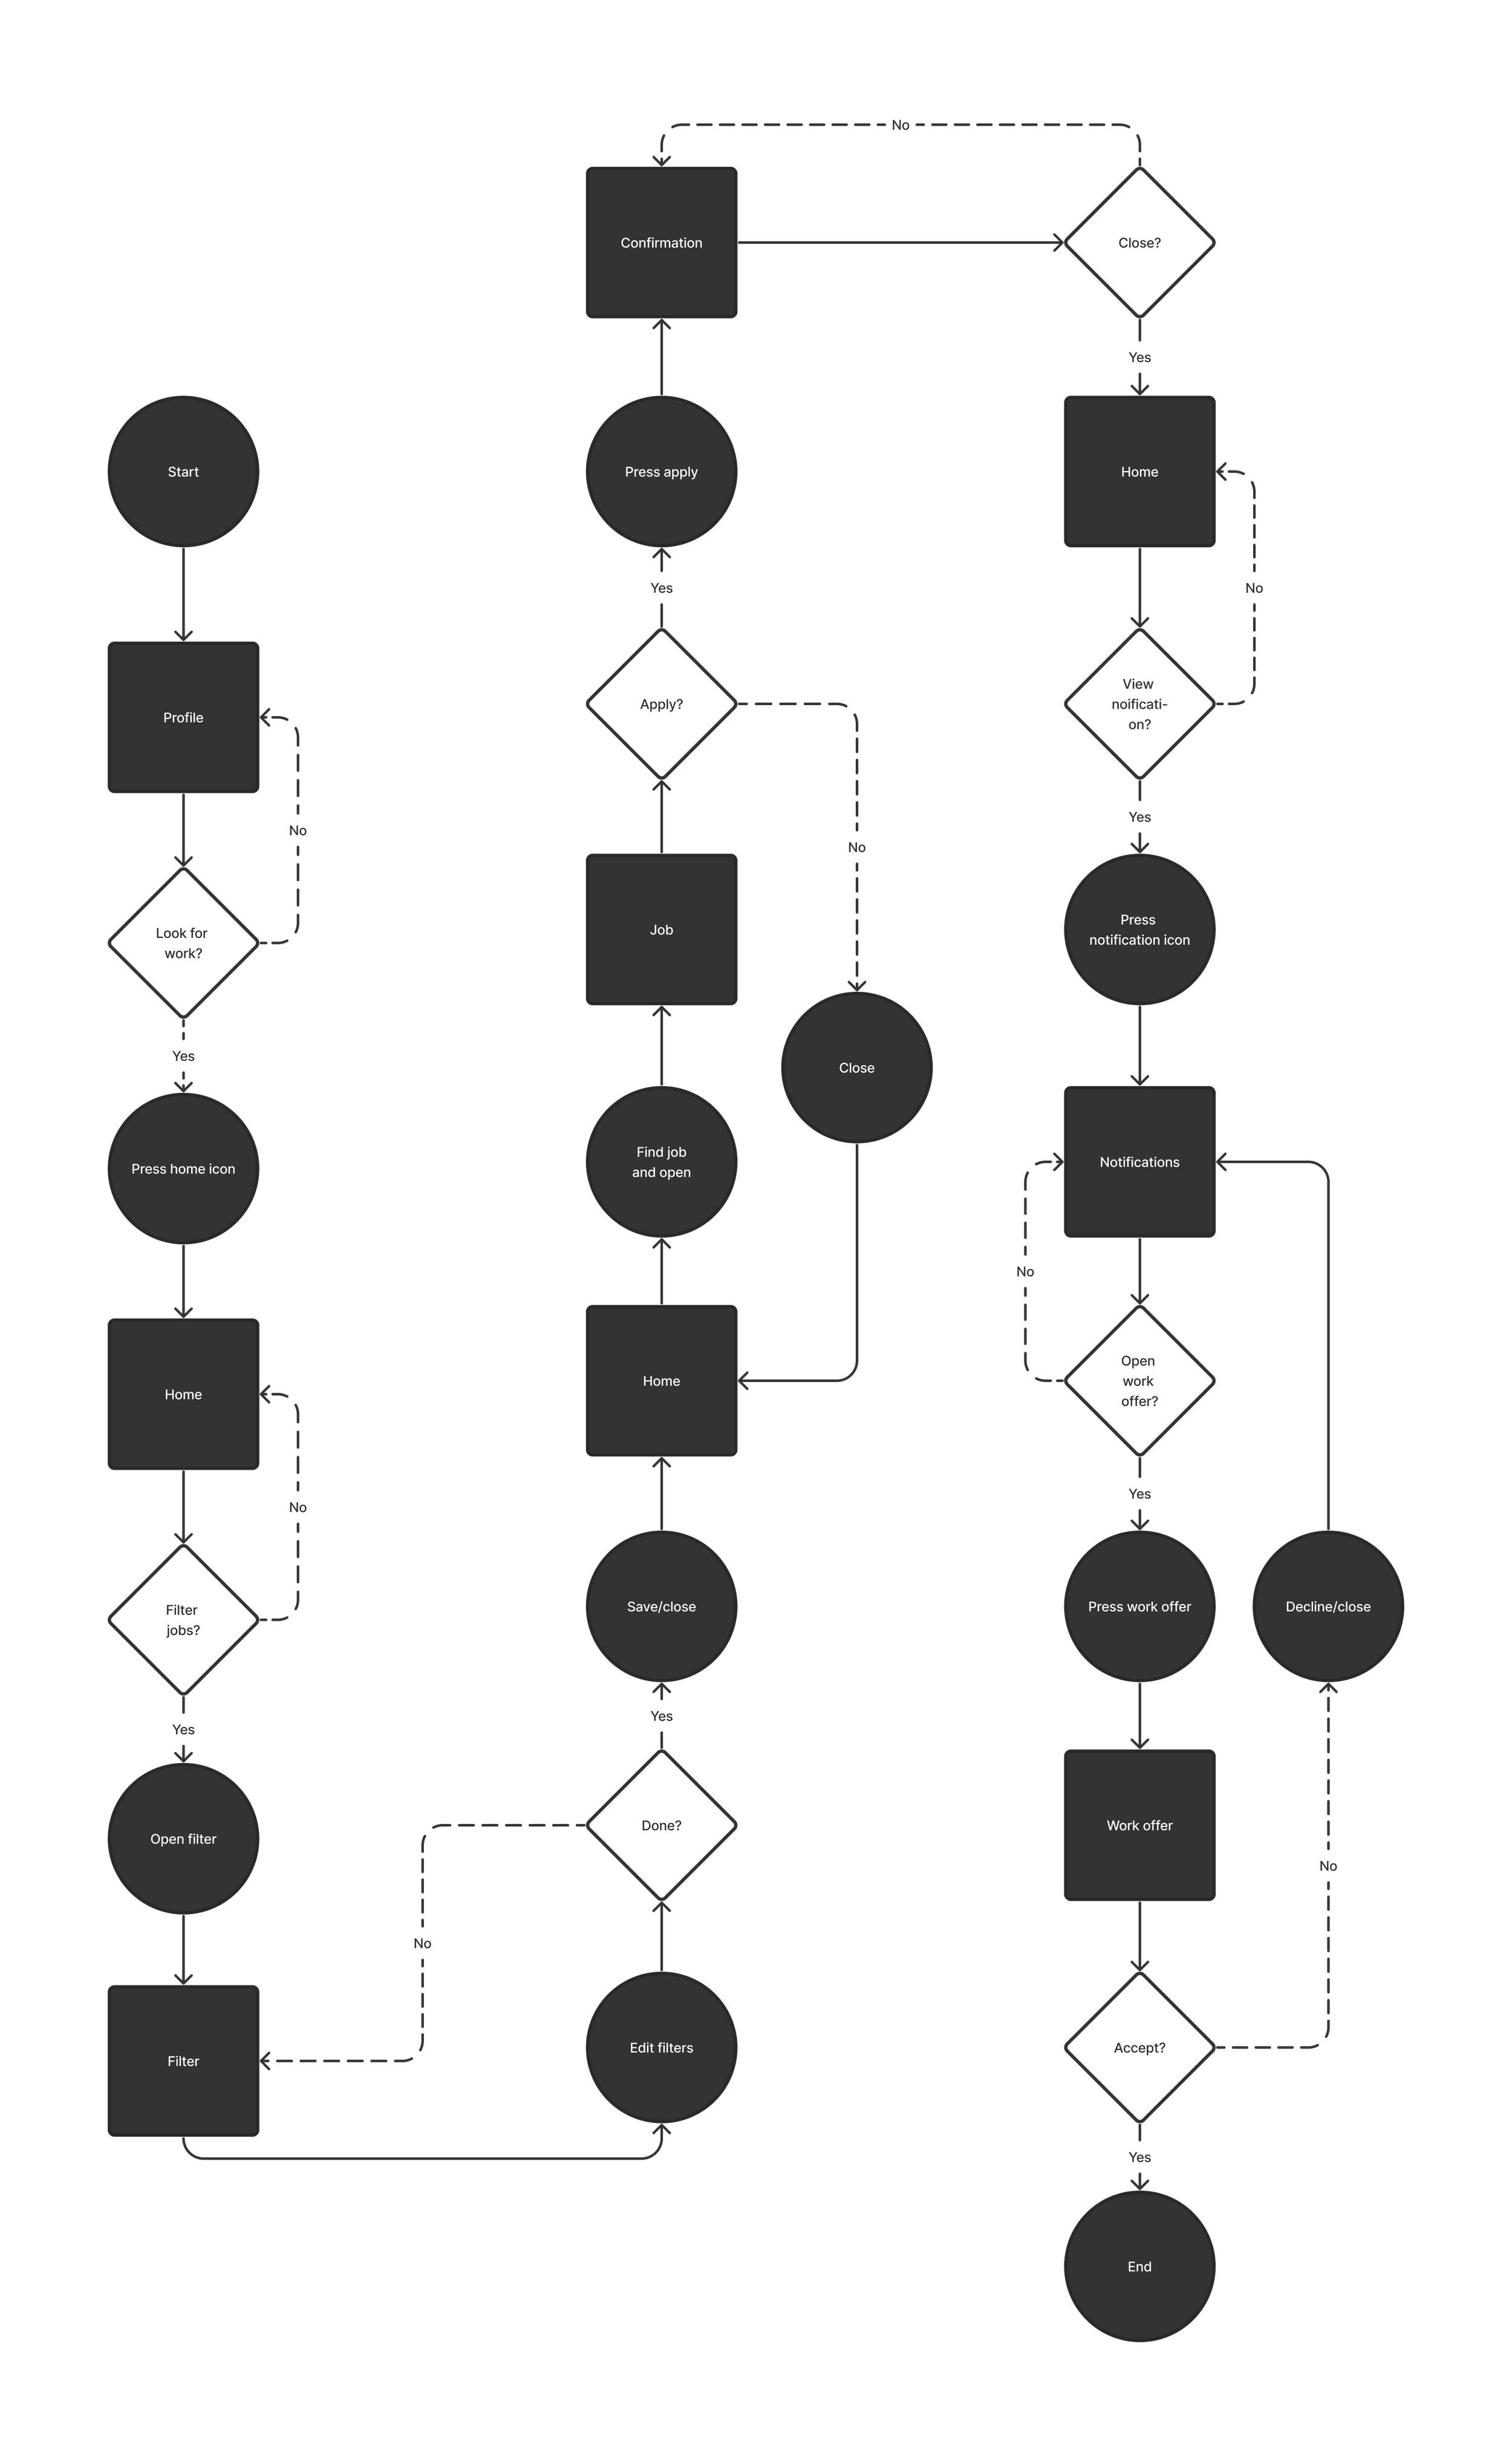 Start
Profile
No
Look for
work?
Yes
Press home icon
Home
No
Filter
jobs?
Yes
Open filter
Filter
No
Edit filters
Done?
Yes
Save/close
Home
Find job
and open
Job
Apply?
No
Close
Yes
Press apply
Confirmation
No
Close?
Yes
Home
No
View
noificati-
on?
Yes
Press
notification icon
Notifications
No
Open
work
offer?
Yes
Press work offer
Decline/close
Work offer
No
Accept?
Yes
End